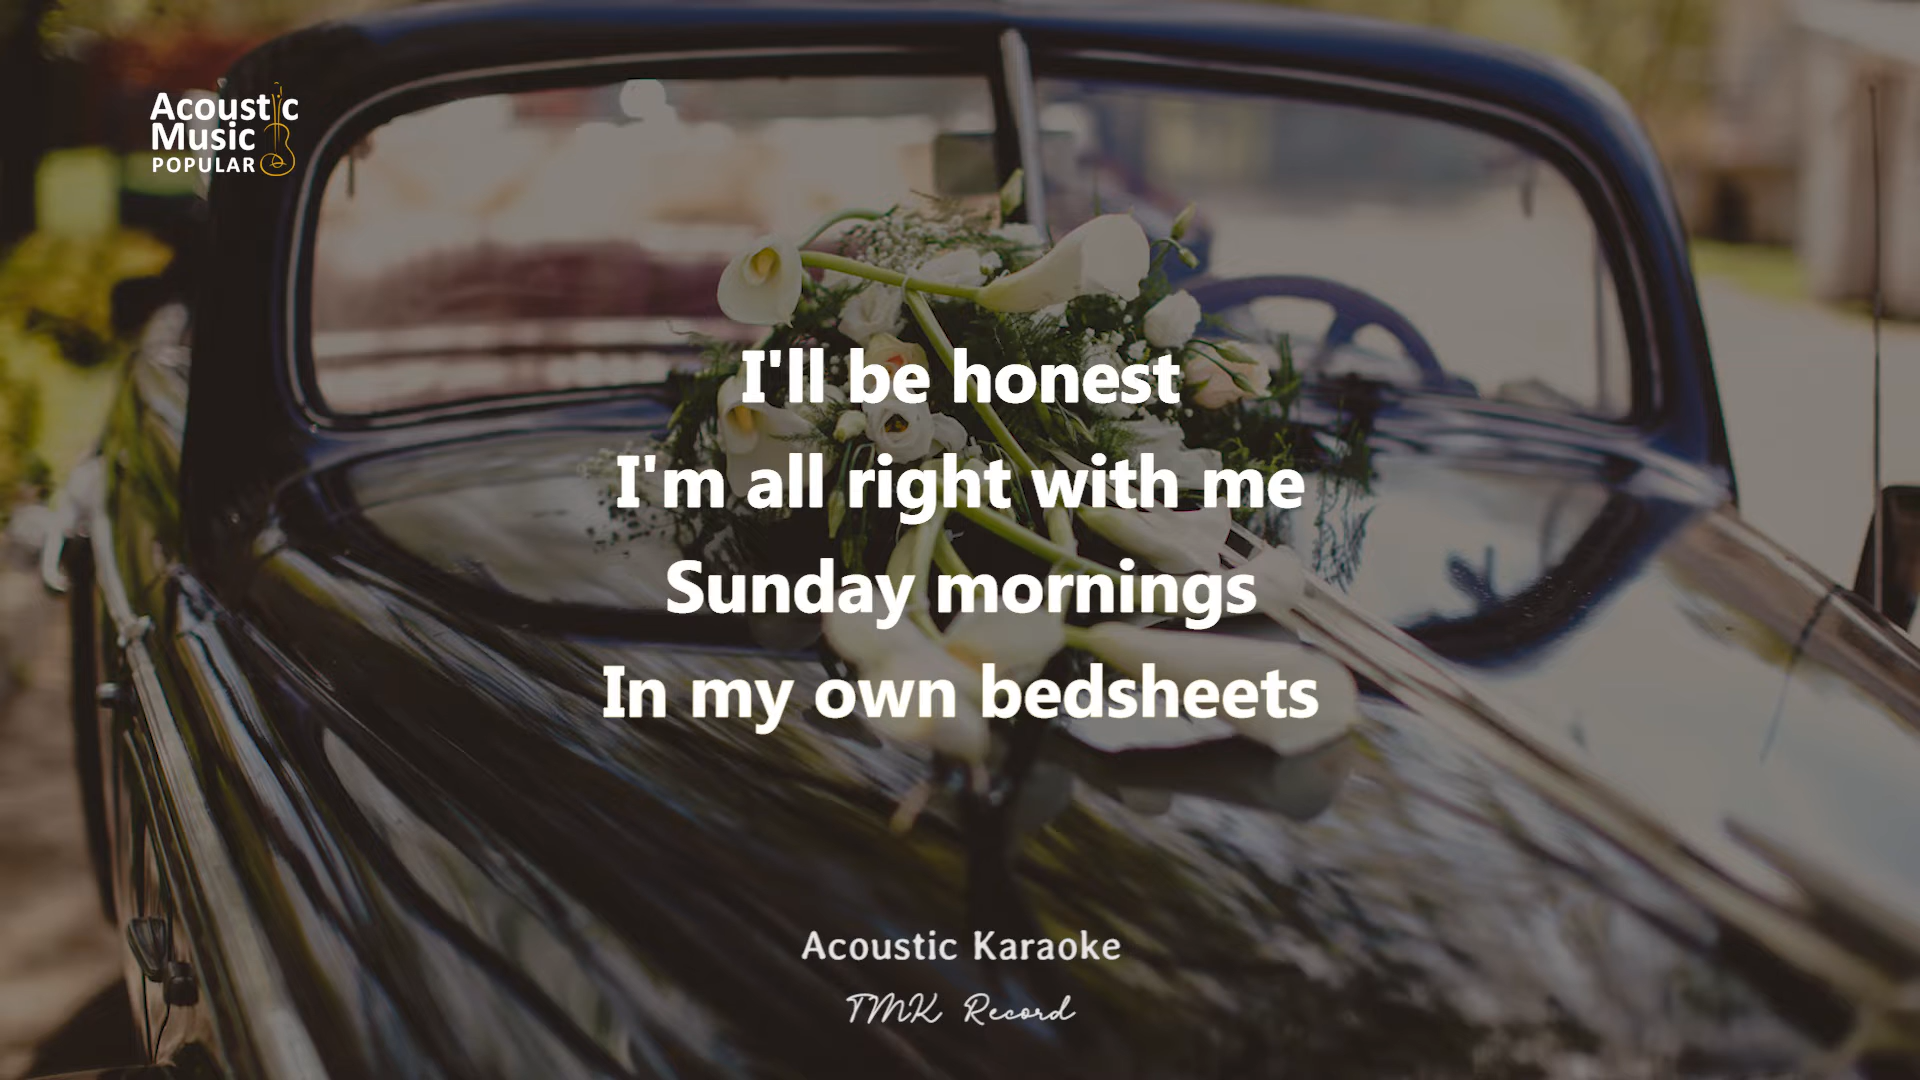 Acoustic
Music
POPULAR
I'll be honest
I'm all right with me
Sunday mornings
In my own bedsheets
Acoustic Karaoke
TMK Record